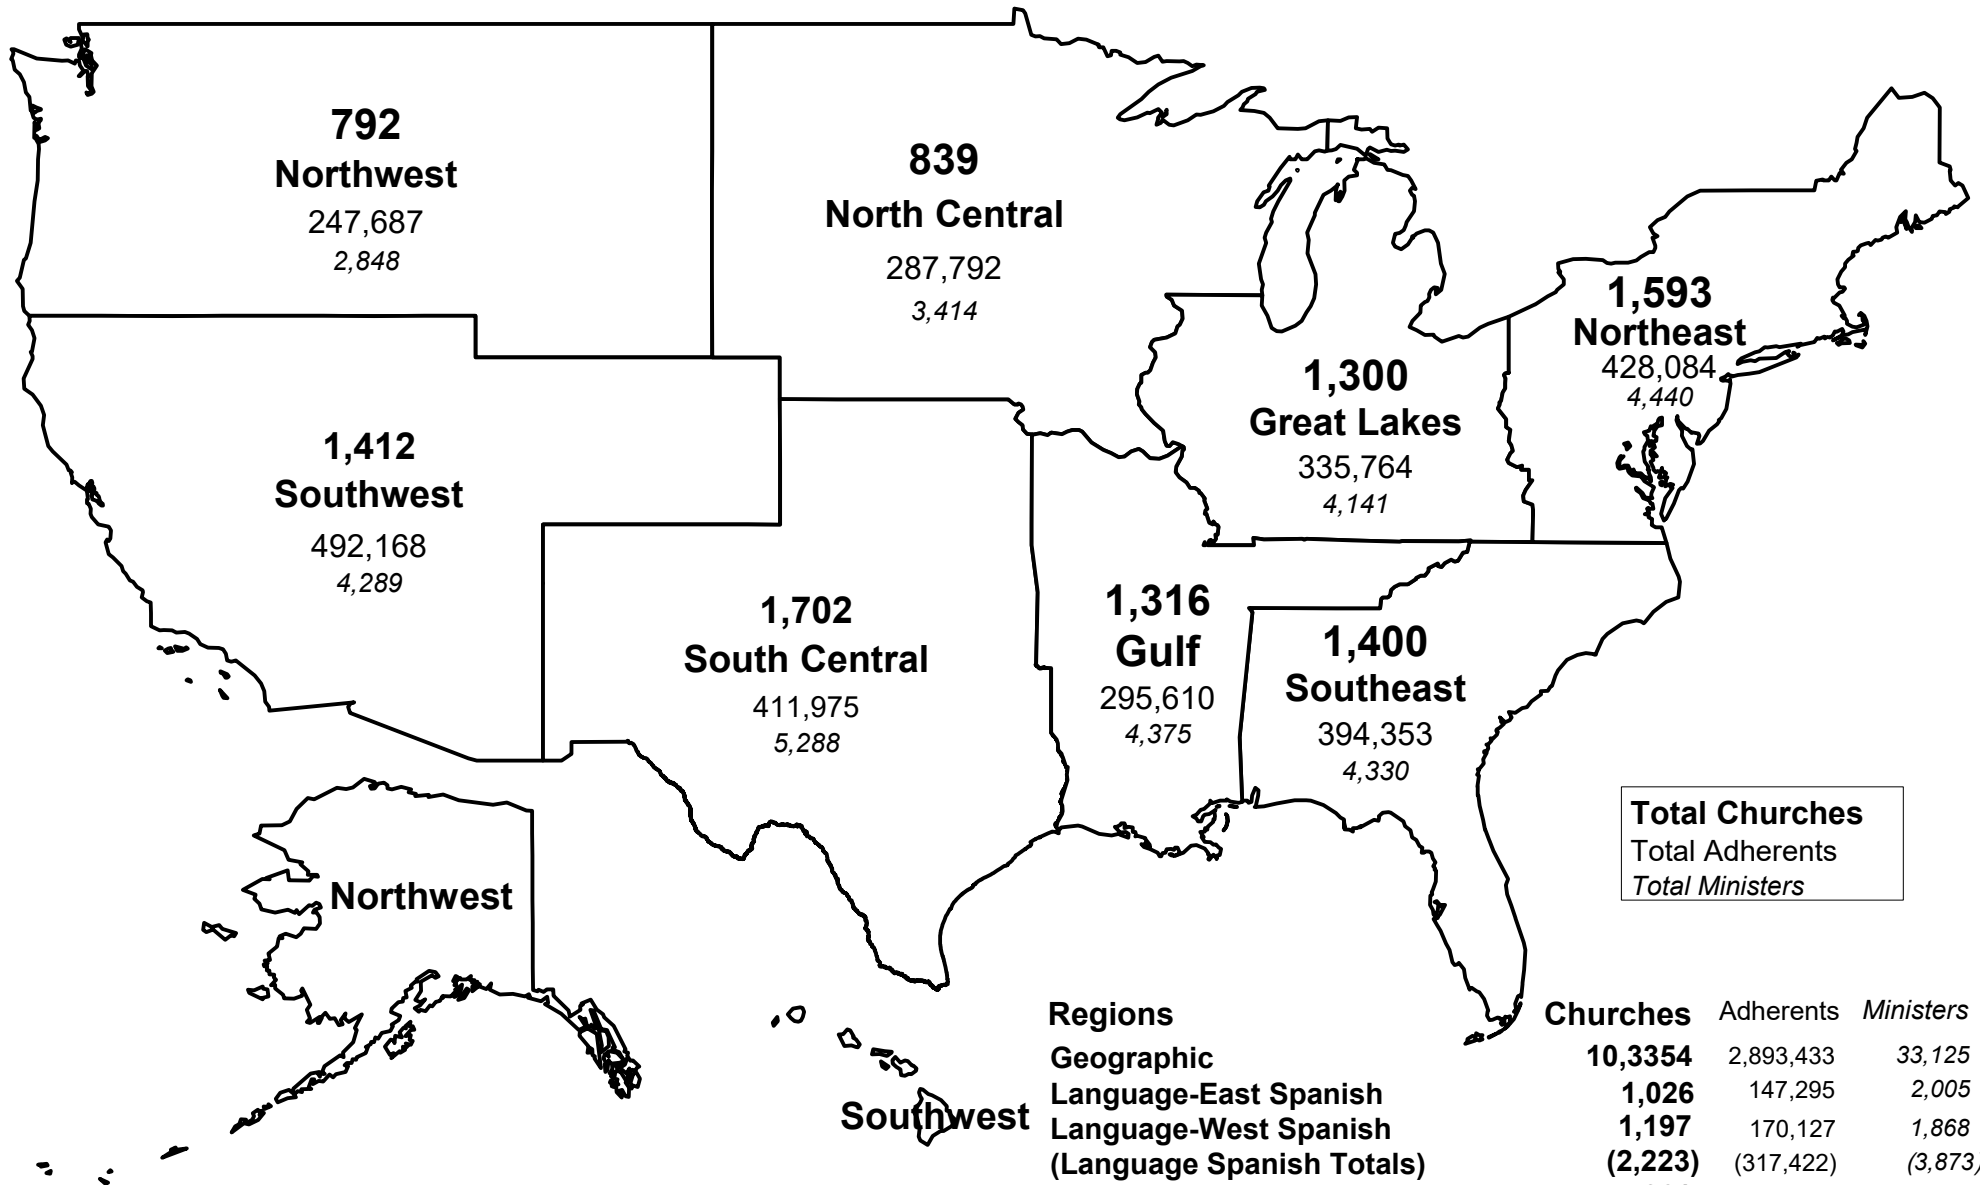 792
Northwest
247,687
2,848
839
North Central
287,792
3,414
1,593
Northeast
428,084
4,440
1,300
Great Lakes
335,764
4,141
1,412
Southwest
492,168
4,289
1,702
South Central
411,975
5,288
1,316
Gulf
295,610
4,375
1,400
Southeast
394,353
4,330
Total Churches
Total Adherents
Total Ministers
Northwest
Southwest
Regions Churches Adherents Ministers
Geographic 10,3354 2,893,433 33,125
Language-East Spanish 1,026 147,295 2,005
Language-West Spanish 1,197 170,127 1,868
(Language Spanish Totals) (2,223) (317,422) (3,873)